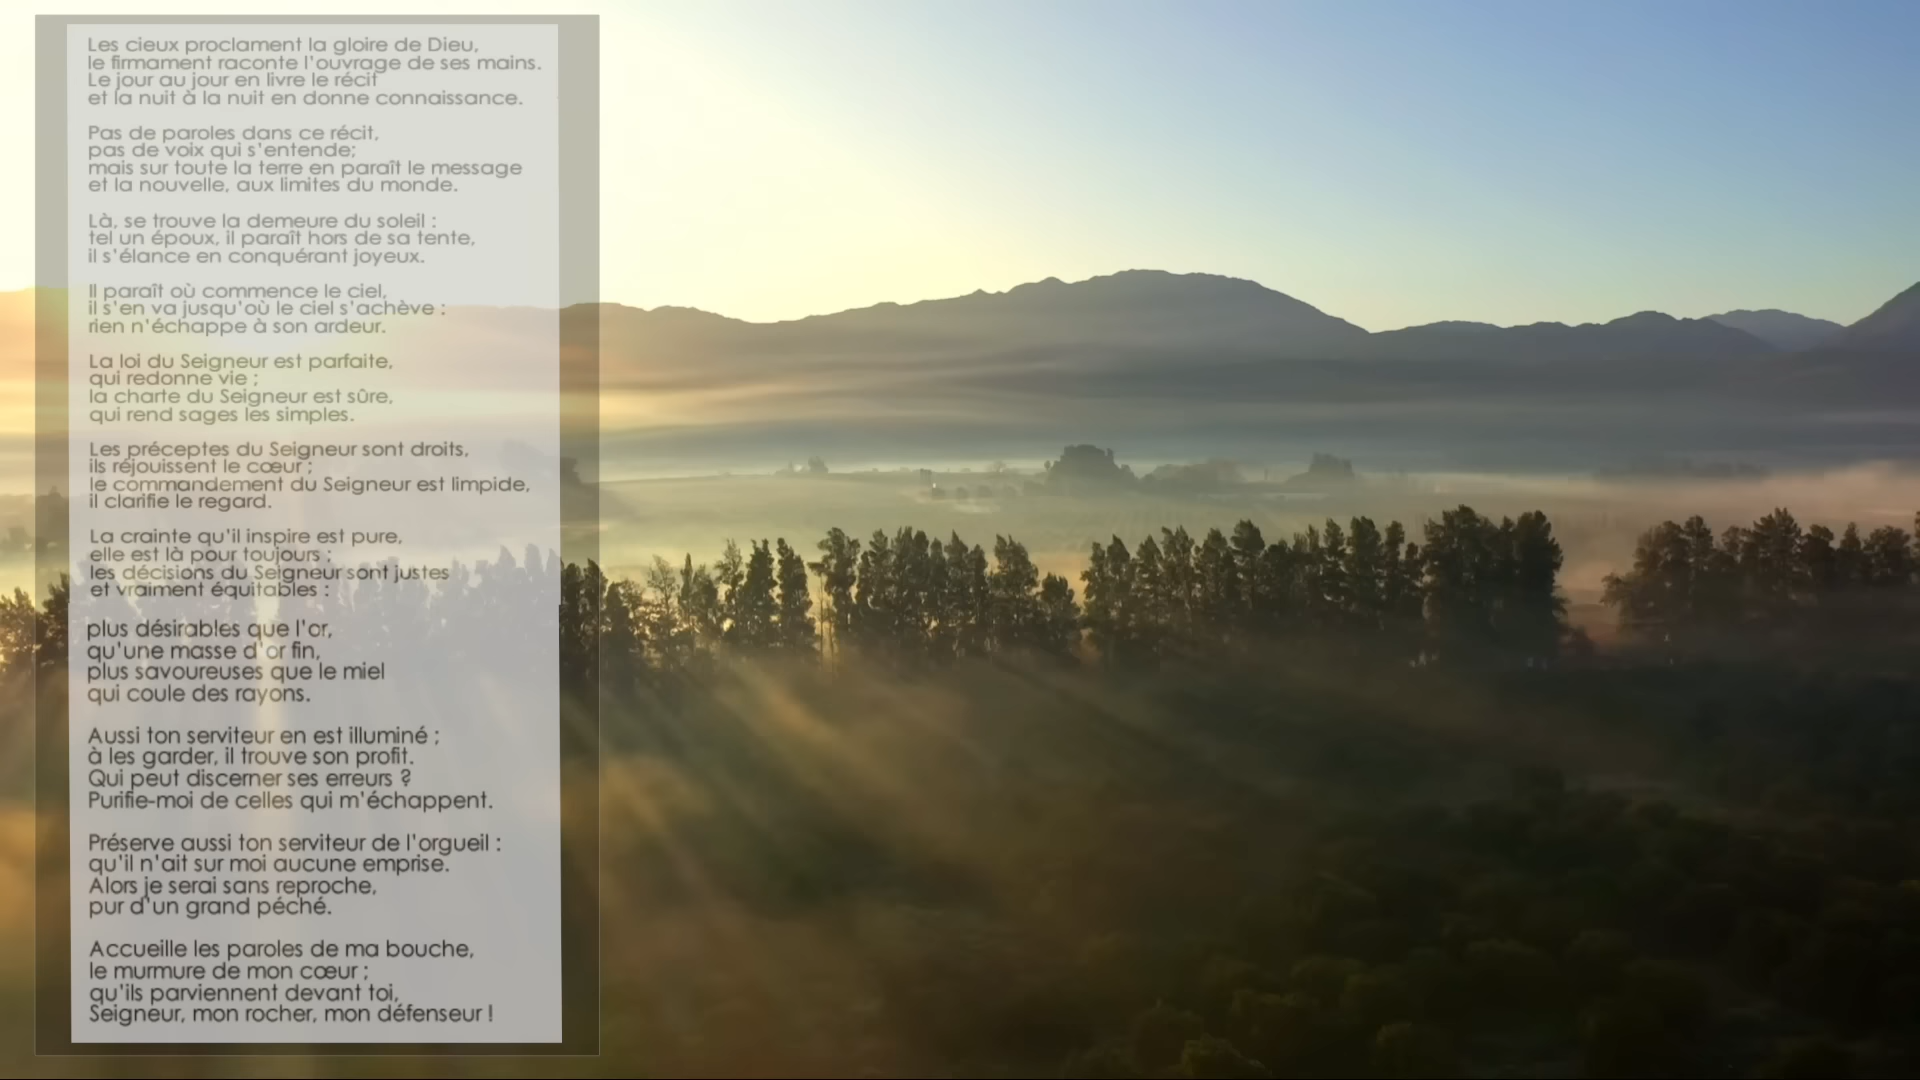 Les cieux proclament la gloire de Dieu,
le firmament raconte l'ouvrage de ses mains.
Le jour au jour en livre le récit
et la nuit à la nuit en donne connaissance.
Pas de paroles dans ce récit,
pas de voix qui s'entende;
mais sur toute la terre en paraît le message
et la nouvelle, aux limites du monde.
Là, se trouve la demeure du soleil :
tel un époux, il paraît hors de sa tente,
il s'élance en conquérant joyeux.
Il paraît où commence le ciel,
il s'en va jusqu'où le ciel s'achève :
rien n'échappe à son ardeur.
La loi du Seigneur est parfaite,
qui redonne vie ;
la charte du Seigneur est sûre,
qui rend sages les simples.
Les préceptes du Seigneur sont droits,
ils réjouissent le cœur ;
le commandement du Seigneur est limpide,
il clarifie le regard.
La crainte qu'il inspire est pure,
elle est là pour toujours ;
les décisions du Seigneur sont justes
et vraiment équitables :
plus désirables que l'or,
qu'une masse d'or fin,
plus savoureuses que le miel
qui coule des rayons.
Aussi ton serviteur en est illuminé ;
à les garder, il trouve son profit.
Qui peut discerner ses erreurs ?
Purifie-moi de celles qui m'échappent.
Préserve aussi ton serviteur de l'orgueil :
qu'il n'ait sur moi aucune emprise.
Alors je serai sans reproche,
pur d'un grand péché.
Accueille les paroles de ma bouche,
le murmure de mon cœur ;
qu'ils parviennent devant toi,
Seigneur, mon rocher, mon défenseur !